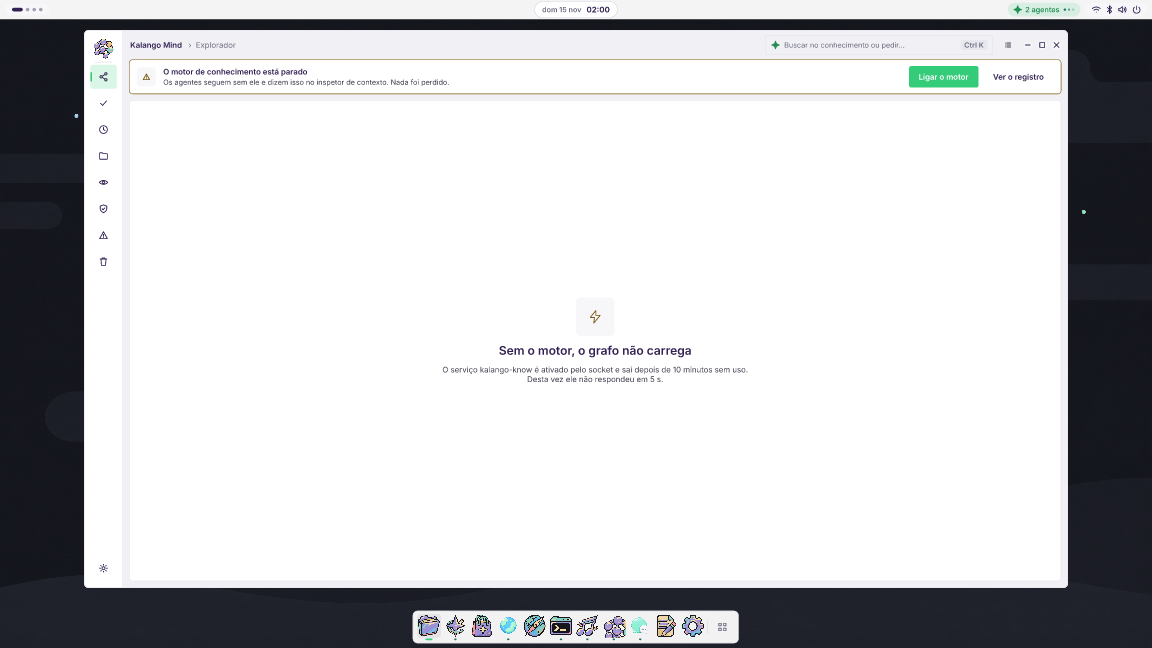 dom 15 nov 02:00
2 agentes
Kalango Mind › Explorador
Buscar no conhecimento ou pedir...
Ctrl K
O motor de conhecimento está parado
Os agentes seguem sem ele e dizem isso no inspetor de contexto. Nada foi perdido.
Ligar o motor
Ver o registro
Sem o motor, o grafo não carrega
O serviço kalango-know é ativado pelo socket e sai depois de 10 minutos sem uso.
Desta vez ele não respondeu em 5 s.